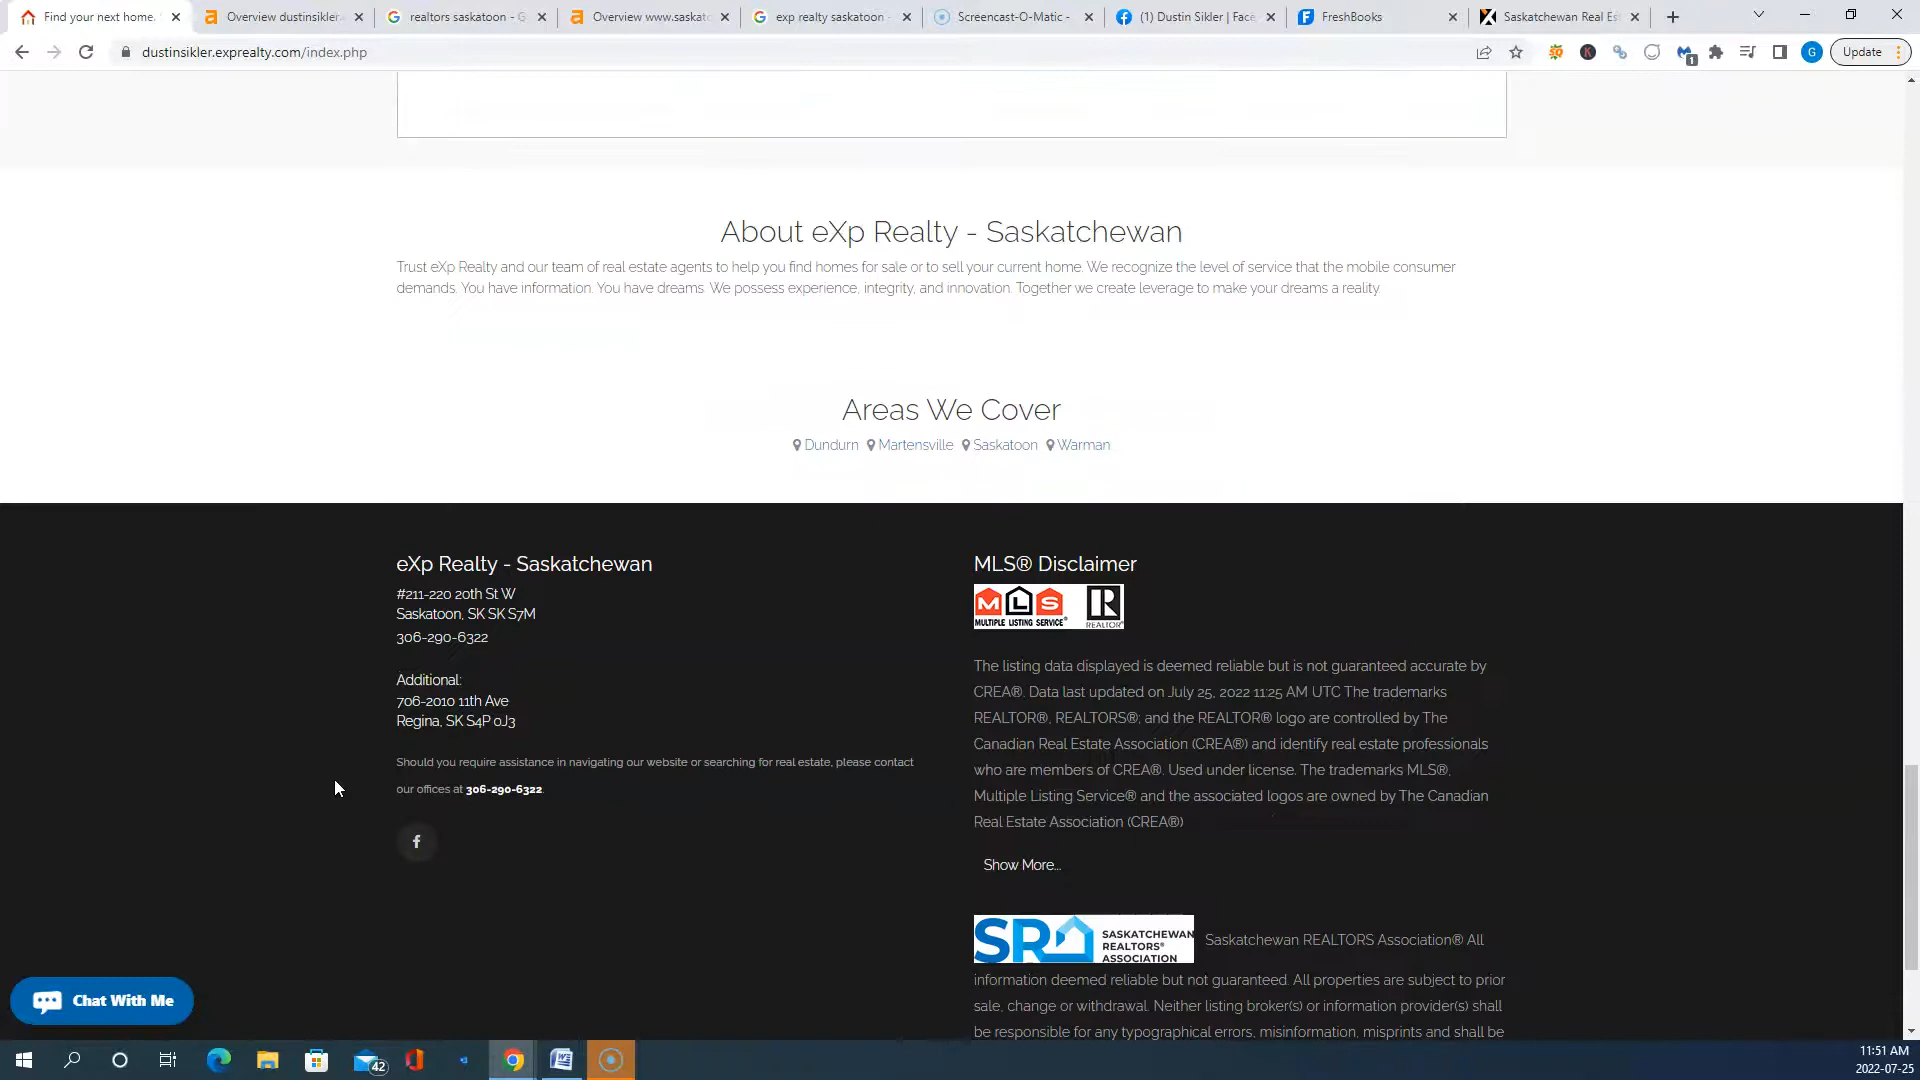 Find your next home.
Overview dustinsikler.
realtors saskatoon - G
Overview www.saskat
exp realty saskatoon -
Screencast-O-Matic -
(1) Dustin Sikler | Face
FreshBooks
Saskatchewan Real Es
dustinsikler.exprealty.com/index.php
1
G
Update
About eXp Realty - Saskatchewan
Trust eXp Realty and our team of real estate agents to help you find homes for sale or to sell your current home. We recognize the level of service that the mobile consumer
demands. You have information. You have dreams. We possess experience, integrity, and innovation. Together we create leverage to make your dreams a reality.
Areas We Cover
Dundurn Martensville Saskatoon Warman
eXp Realty - Saskatchewan
#211-220 20th St W
Saskatoon, SK SK S7M
306-290-6322
Additional:
706-2010 11th Ave
Regina, SK S4P 0J3
Should you require assistance in navigating our website or searching for real estate, please contact
our offices at 306-290-6322.
MLS® Disclaimer
MLS
MULTIPLE LISTING SERVICE®
R
REALTOR®
The listing data displayed is deemed reliable but is not guaranteed accurate by
CREA®. Data last updated on July 25, 2022 11:25 AM UTC The trademarks
REALTOR®, REALTORS®; and the REALTOR® logo are controlled by The
Canadian Real Estate Association (CREA®) and identify real estate professionals
who are members of CREA®. Used under license. The trademarks MLS®,
Multiple Listing Service® and the associated logos are owned by The Canadian
Real Estate Association (CREA®)
Show More...
SRA SASKATCHEWAN
REALTORS®
ASSOCIATION
Saskatchewan REALTORS Association® All
information deemed reliable but not guaranteed. All properties are subject to prior
sale, change or withdrawal. Neither listing broker(s) or information provider(s) shall
be responsible for any typographical errors, misinformation, misprints and shall be
Chat With Me
42
11:51 AM
2022-07-25